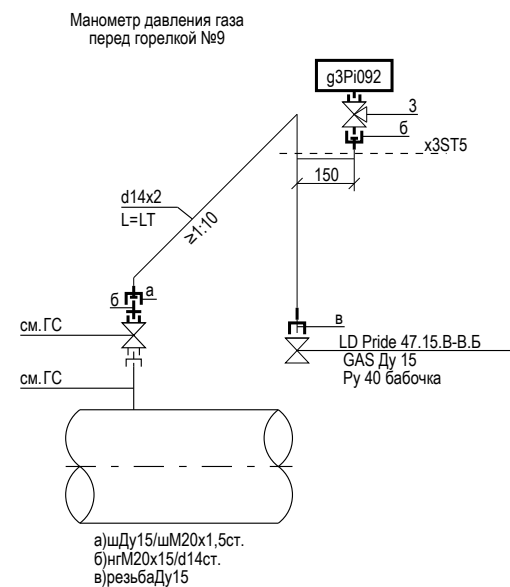 Манометр давления газа
перед горелкой №9
g3Pi092
3
б
x3ST5
150
d14x2
L=LT
≥1:10
а
б
в
см.ГС
LD Pride 47.15.В-В.Б
GAS Ду 15
Ру 40 бабочка
см.ГС
а)шДу15/шМ20х1,5ст.
б)нгМ20х15/d14ст.
в)резьбаДу15